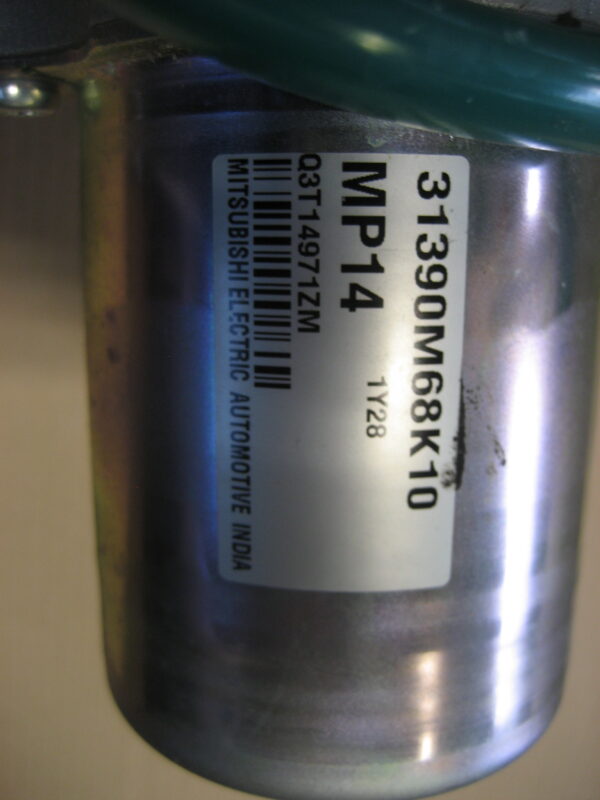 31390M68K10
MP14 1Y28
Q3T14971ZM
MITSUBISHI ELECTRIC AUTOMOTIVE INDIA